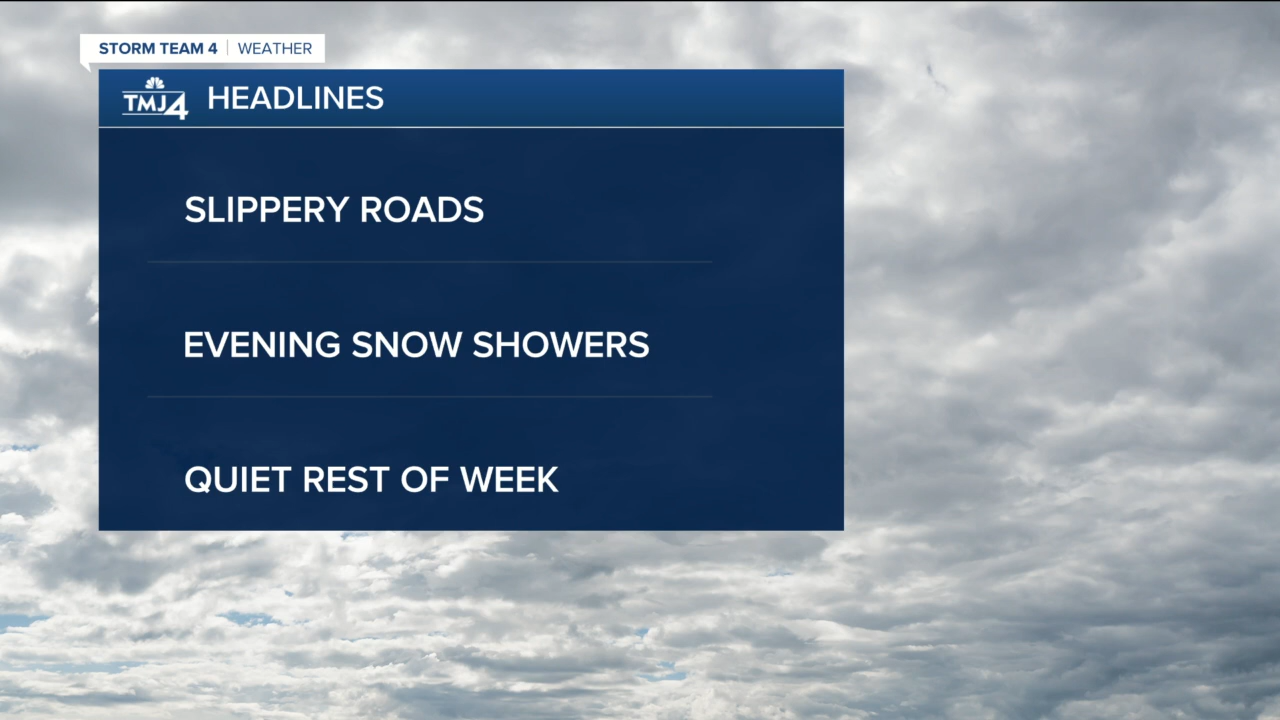 STORM TEAM 4 | WEATHER
TMJ4 HEADLINES
SLIPPERY ROADS
EVENING SNOW SHOWERS
QUIET REST OF WEEK